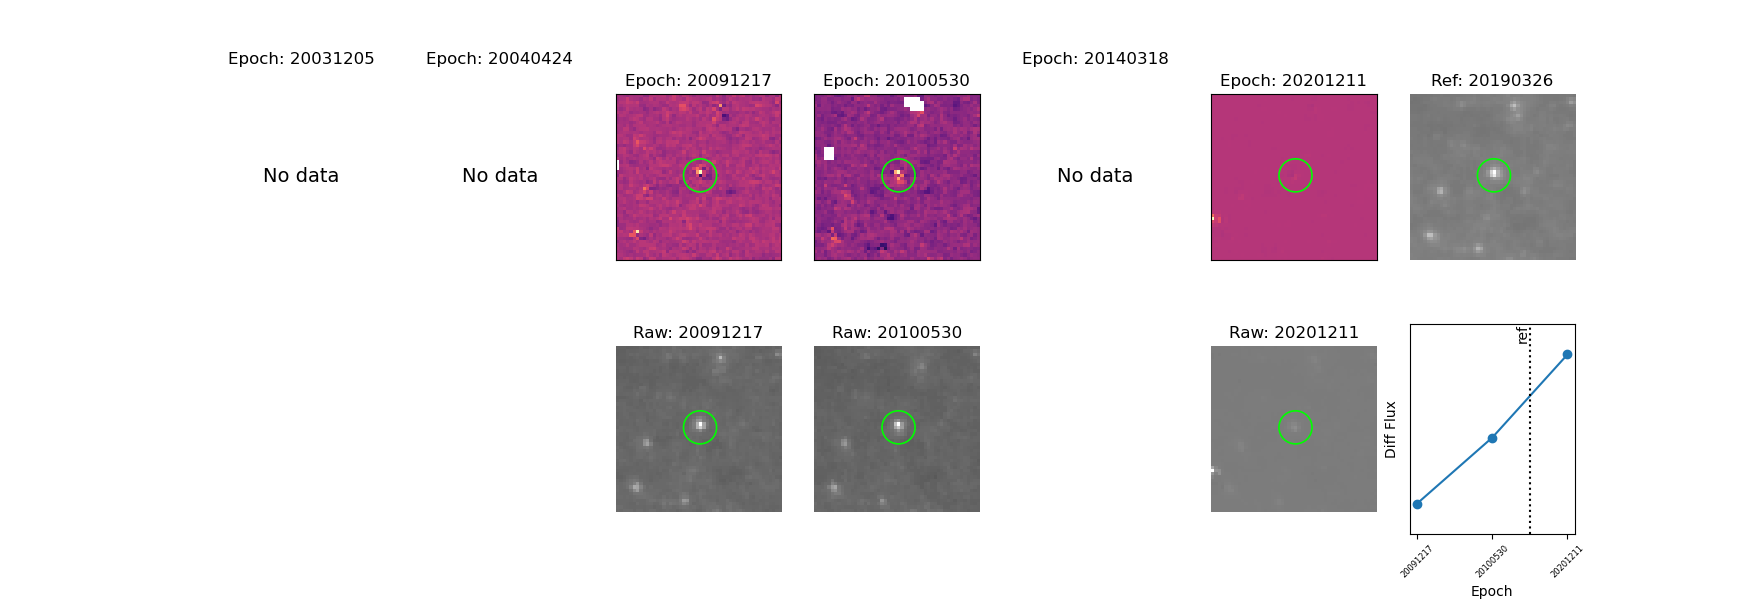 Epoch: 20031205
Epoch: 20040424
Epoch: 20140318
Epoch: 20091217
Epoch: 20100530
Epoch: 20201211
Ref: 20190326
No data
No data
No data
Raw: 20091217
Raw: 20100530
Raw: 20201211
ref
Diff Flux
20091217
20100530
20201211
Epoch